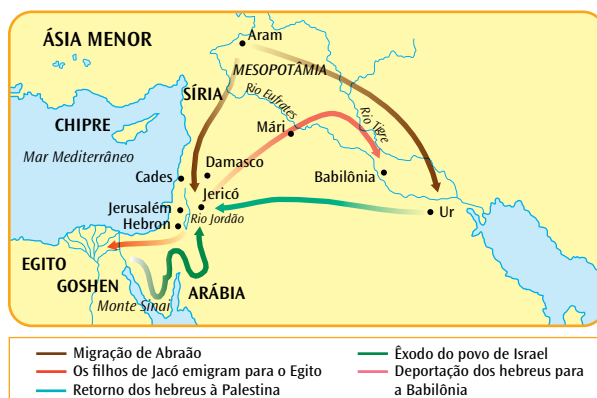 ÁSIA MENOR
Aram
MESOPOTÂMIA
SÍRIA
Rio Eufrates
Rio Tigre
CHIPRE
Mári
Mar Mediterrâneo
Damasco
Cades
Babilônia
Jericó
Jerusalém
Rio Jordão
Ur
Hebron
EGITO
GOSHEN
ARÁBIA
Monte Sinai
Migração de Abraão
Os filhos de Jacó emigram para o Egito
Retorno dos hebreus à Palestina
Êxodo do povo de Israel
Deportação dos hebreus para
a Babilônia